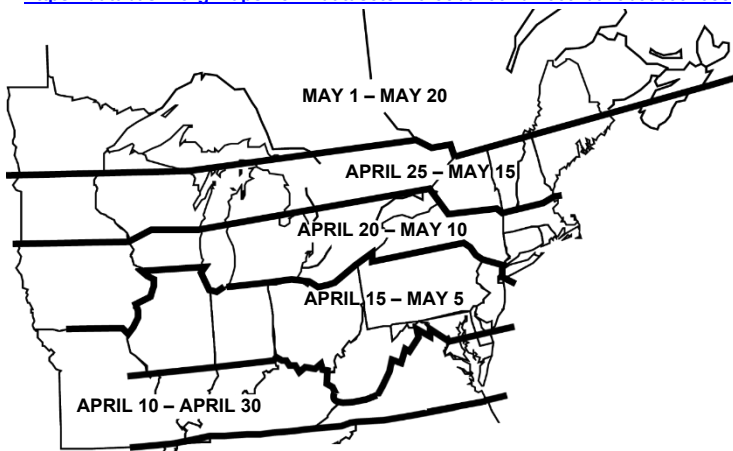 MAY 1 – MAY 20
APRIL 25 – MAY 15
APRIL 20 – MAY 10
APRIL 15 – MAY 5
APRIL 10 – APRIL 30